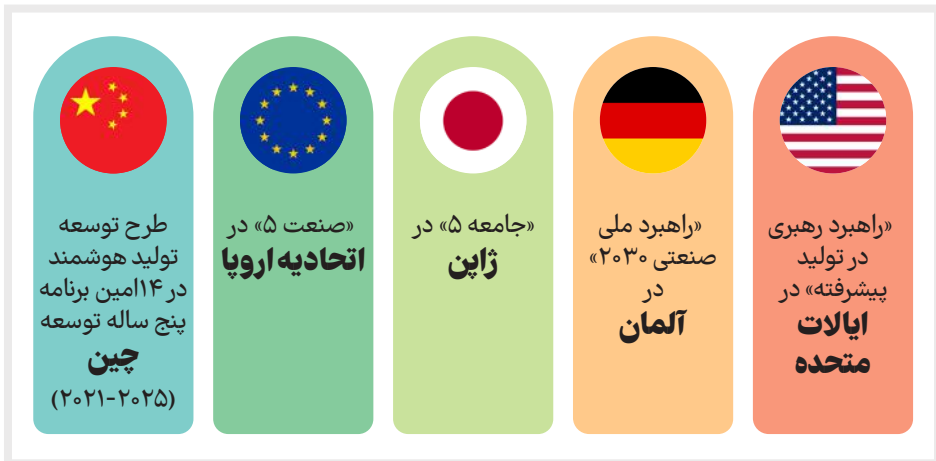 «راهبرد رهبری
در تولید
پیشرفته» در
ایالات
متحده
«راهبرد ملی
صنعتی ۲۰۳۰»
در
آلمان
«جامعه ۵» در
ژاپن
«صنعت ۵» در
اتحادیه اروپا
طرح توسعه
تولید هوشمند
در ۱۴امین برنامه
پنج ساله توسعه
چین
(۲۰۲۱-۲۰۲۵)